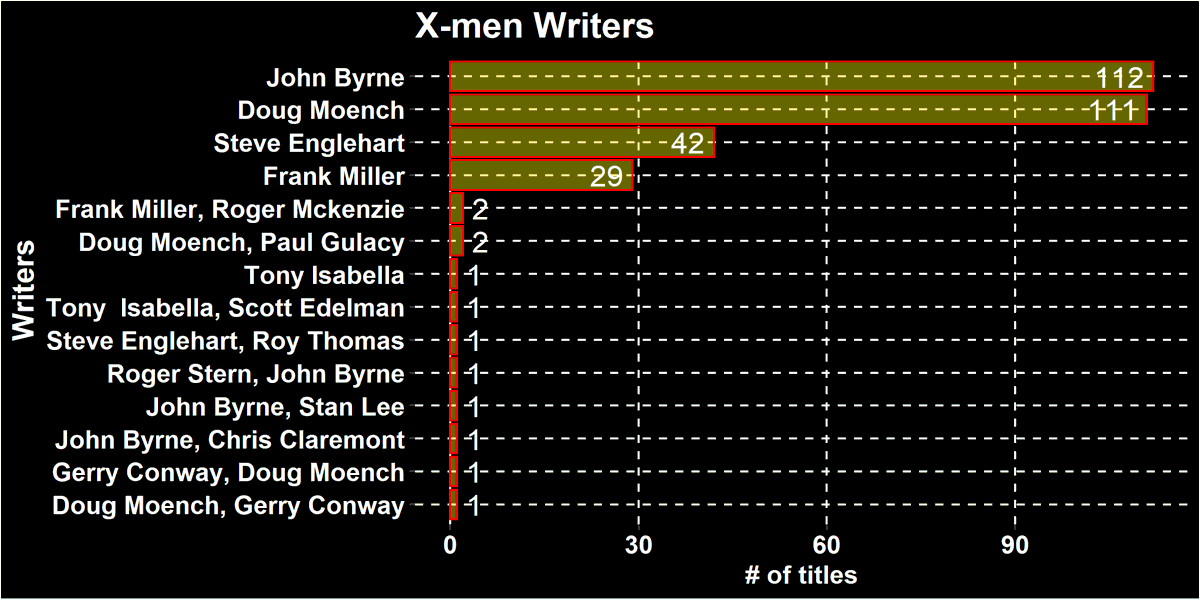 X-men Writers
John Byrne 112
Doug Moench 111
Steve Englehart 42
Frank Miller 29
Frank Miller, Roger Mckenzie 2
Doug Moench, Paul Gulacy 2
Tony Isabella 1
Tony  Isabella, Scott Edelman 1
Steve Englehart, Roy Thomas 1
Roger Stern, John Byrne 1
John Byrne, Stan Lee 1
John Byrne, Chris Claremont 1
Gerry Conway, Doug Moench 1
Doug Moench, Gerry Conway 1
Writers
0 30 60 90
# of titles